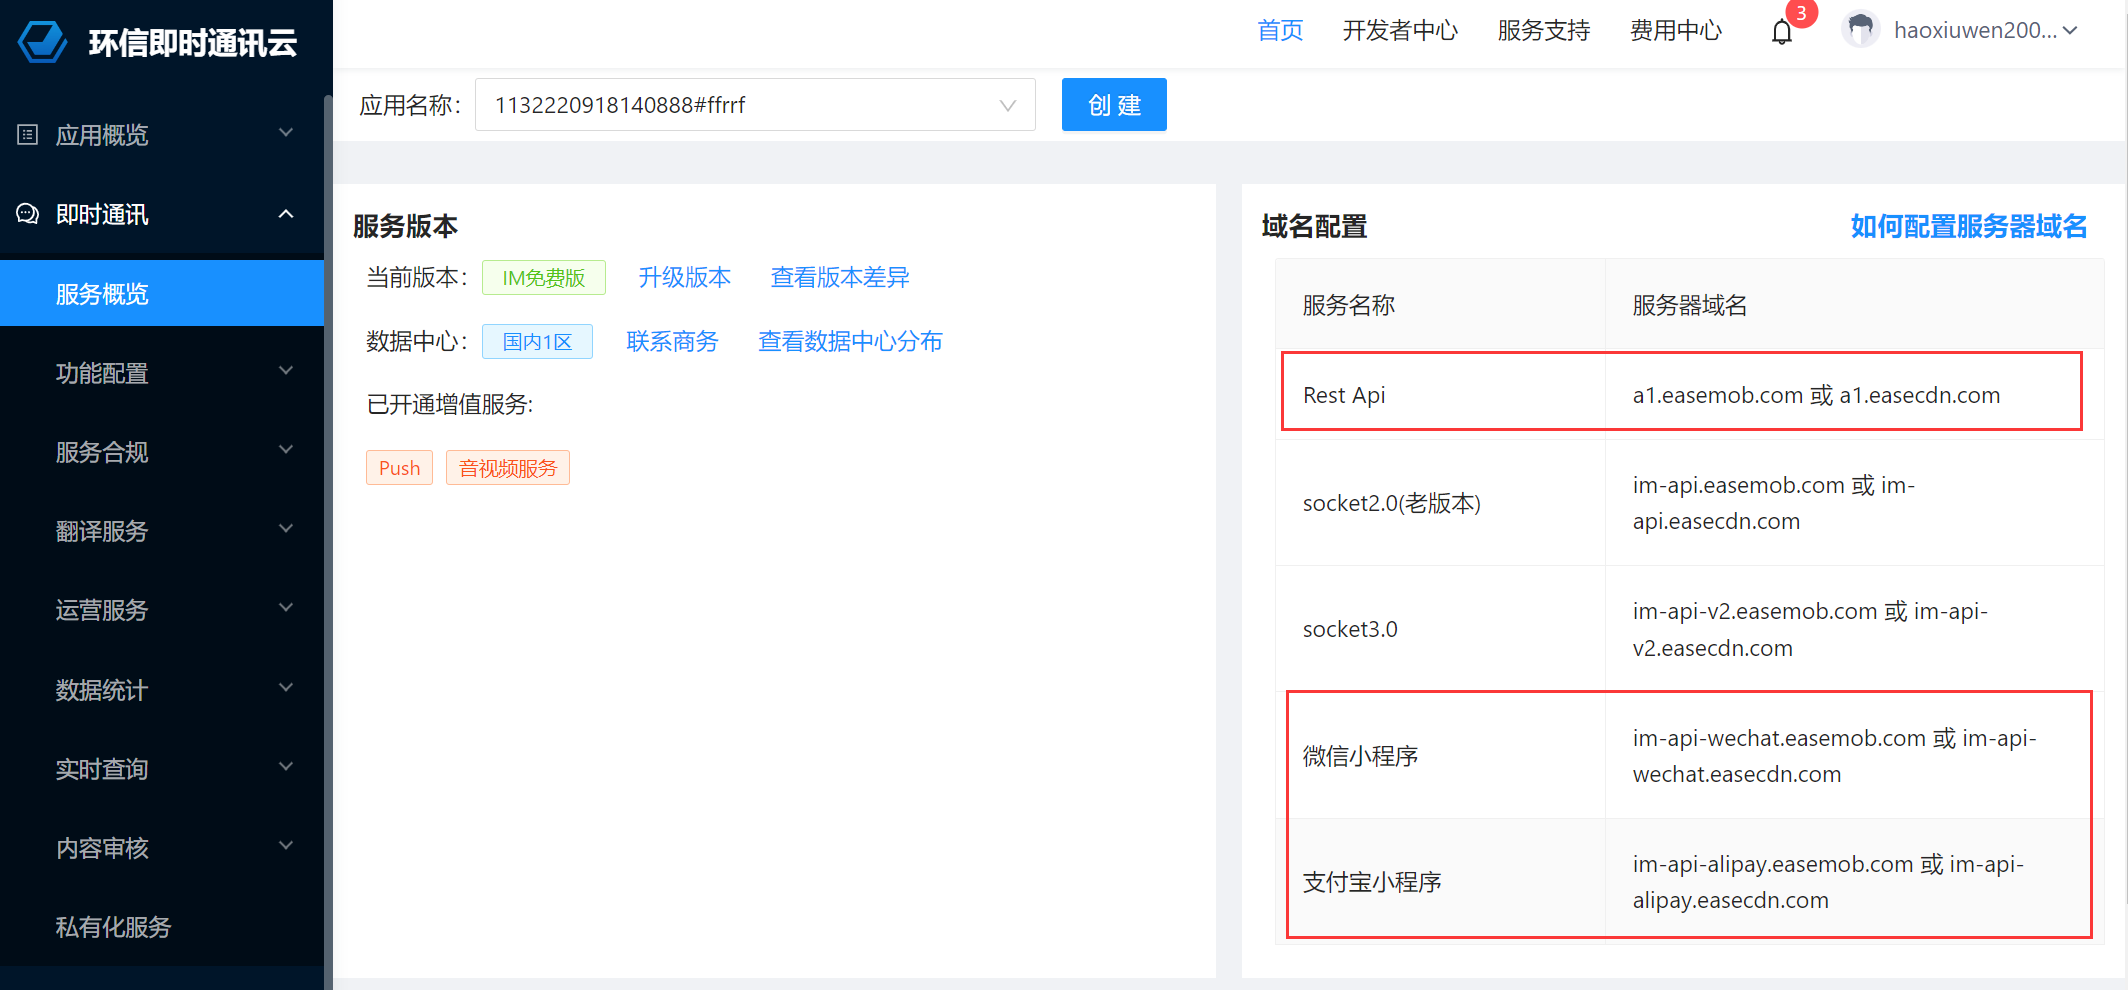 环信即时通讯云
首页 开发者中心 服务支持 费用中心 3 haoxiuwen200...
应用概览
即时通讯
服务概览
功能配置
服务合规
翻译服务
运营服务
数据统计
实时查询
内容审核
私有化服务
应用名称： 1132220918140888#ffrrf 创 建
服务版本
当前版本： IM免费版 升级版本 查看版本差异
数据中心： 国内1区 联系商务 查看数据中心分布
已开通增值服务:
Push 音视频服务
域名配置 如何配置服务器域名
服务名称 服务器域名
Rest Api a1.easemob.com 或 a1.easecdn.com
socket2.0(老版本) im-api.easemob.com 或 im-
api.easecdn.com
socket3.0 im-api-v2.easemob.com 或 im-api-
v2.easecdn.com
微信小程序 im-api-wechat.easemob.com 或 im-api-
wechat.easecdn.com
支付宝小程序 im-api-alipay.easemob.com 或 im-api-
alipay.easecdn.com